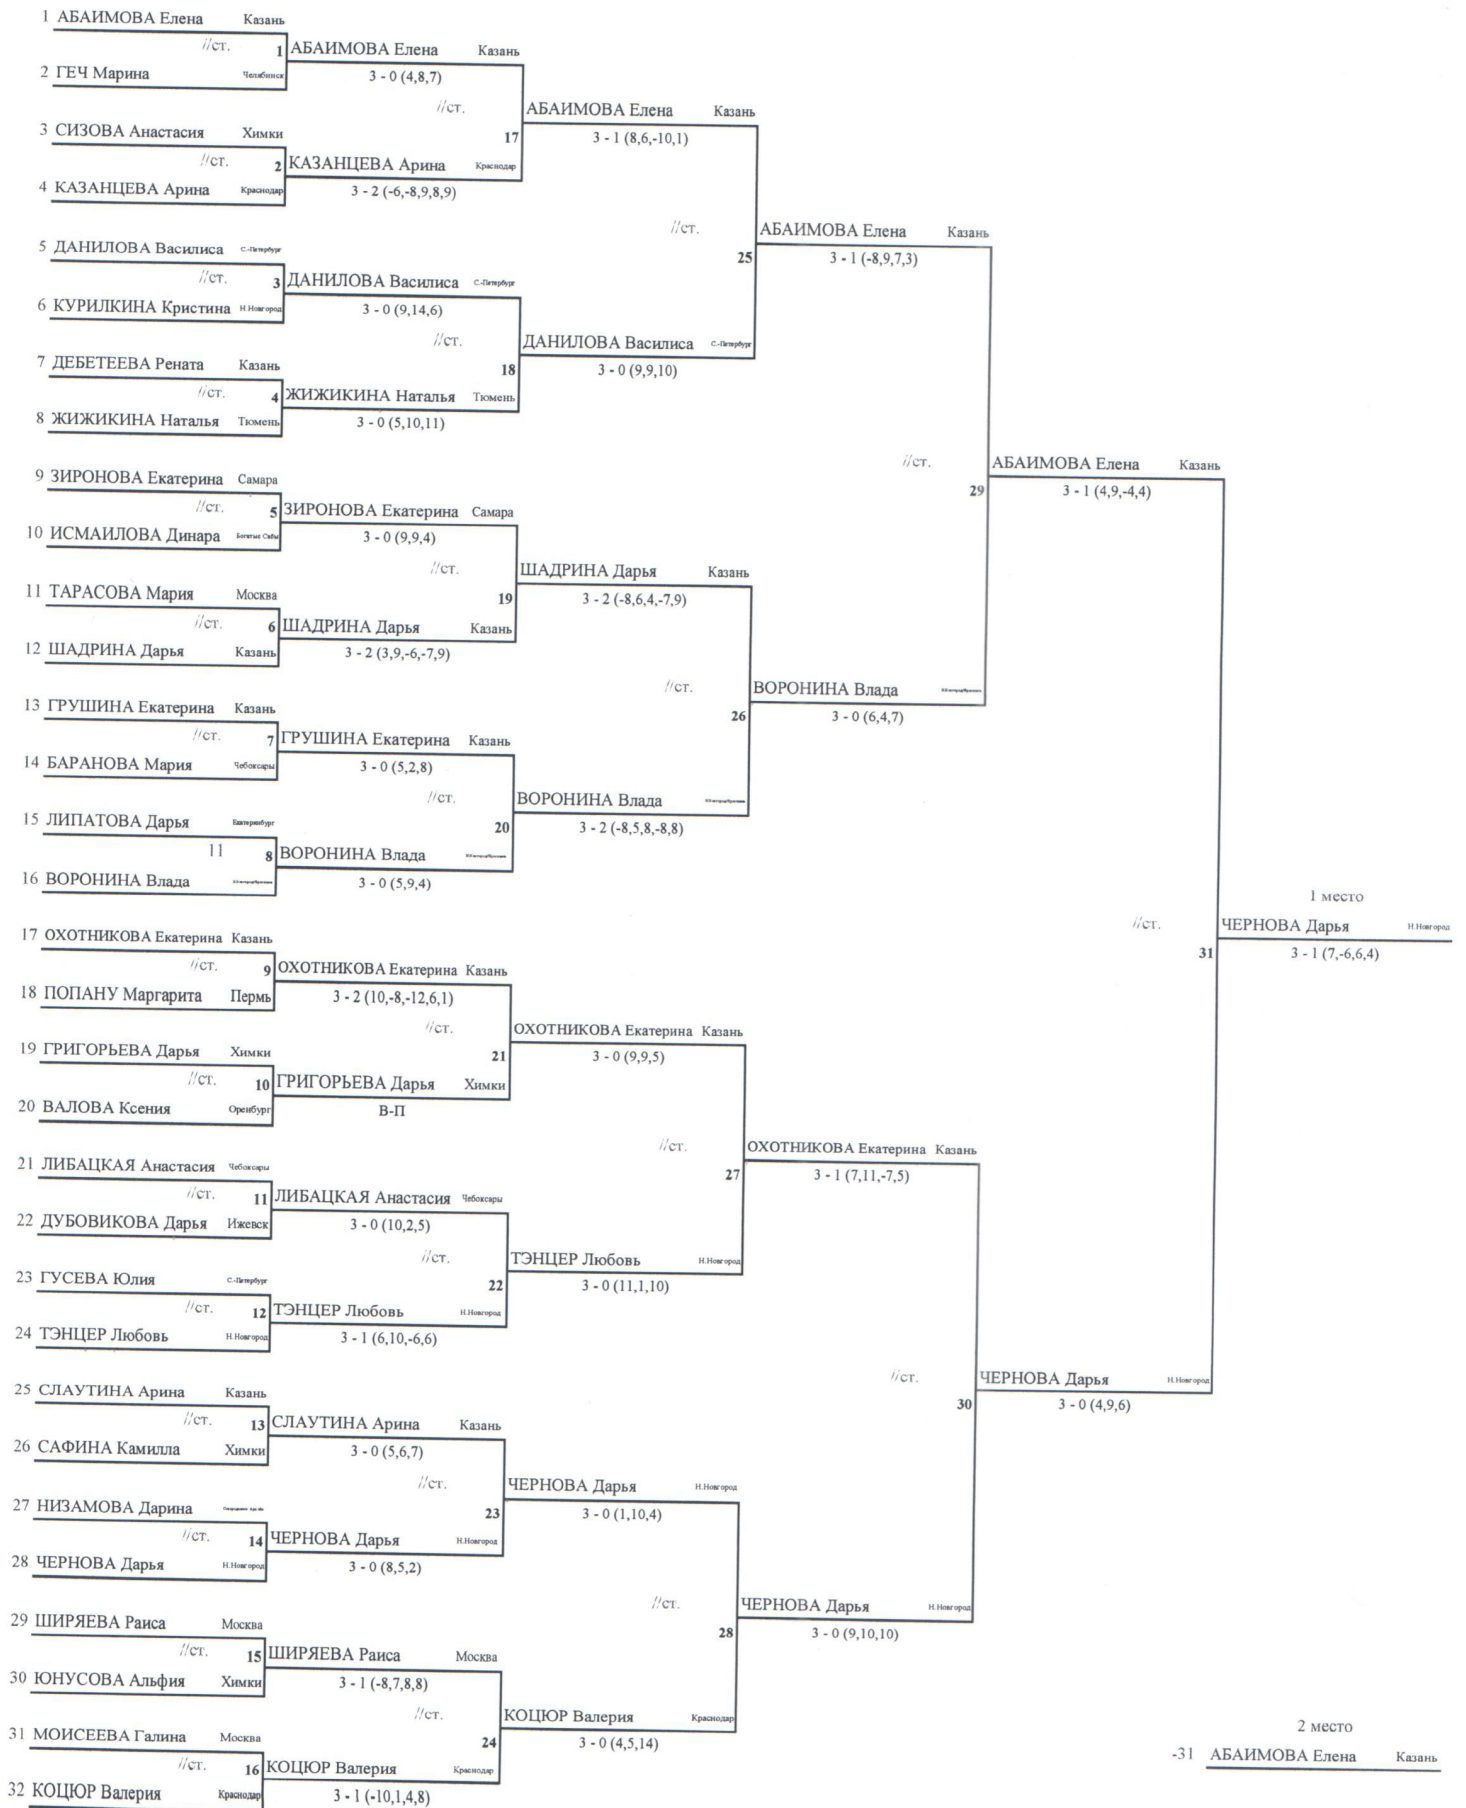 1 АБАИМОВА Елена Казань
//ст. 1 АБАИМОВА Елена Казань
2 ГЕЧ Марина Челябинск 3 - 0 (4,8,7)
//ст. АБАИМОВА Елена Казань
3 СИЗОВА Анастасия Химки 17 3 - 1 (8,6,-10,1)
//ст. 2 КАЗАНЦЕВА Арина Краснодар
4 КАЗАНЦЕВА Арина Краснодар 3 - 2 (-6,-8,9,8,9)
//ст. АБАИМОВА Елена Казань
5 ДАНИЛОВА Василиса С.-Петербург 25 3 - 1 (-8,9,7,3)
//ст. 3 ДАНИЛОВА Василиса С.-Петербург
6 КУРИЛКИНА Кристина Н.Новгород 3 - 0 (9,14,6)
//ст. ДАНИЛОВА Василиса С.-Петербург
7 ДЕБЕТЕЕВА Рената Казань 18 3 - 0 (9,9,10)
//ст. 4 ЖИЖИКИНА Наталья Тюмень
8 ЖИЖИКИНА Наталья Тюмень 3 - 0 (5,10,11)
//ст. АБАИМОВА Елена Казань
9 ЗИРОНОВА Екатерина Самара 29 3 - 1 (4,9,-4,4)
//ст. 5 ЗИРОНОВА Екатерина Самара
10 ИСМАИЛОВА Динара Богатые Сабы 3 - 0 (9,9,4)
//ст. ШАДРИНА Дарья Казань
11 ТАРАСОВА Мария Москва 19 3 - 2 (-8,6,4,-7,9)
//ст. 6 ШАДРИНА Дарья Казань
12 ШАДРИНА Дарья Казань 3 - 2 (3,9,-6,-7,9)
//ст. ВОРОНИНА Влада
13 ГРУШИНА Екатерина Казань 26 3 - 0 (6,4,7)
//ст. 7 ГРУШИНА Екатерина Казань
14 БАРАНОВА Мария Чебоксары 3 - 0 (5,2,8)
//ст. ВОРОНИНА Влада
15 ЛИПАТОВА Дарья Екатеринбург 20 3 - 2 (-8,5,8,-8,8)
11 8 ВОРОНИНА Влада
16 ВОРОНИНА Влада 3 - 0 (5,9,4)
1 место
//ст. ЧЕРНОВА Дарья Н.Новгород
17 ОХОТНИКОВА Екатерина Казань 31 3 - 1 (7,-6,6,4)
//ст. 9 ОХОТНИКОВА Екатерина Казань
18 ПОПАНУ Маргарита Пермь 3 - 2 (10,-8,-12,6,1)
//ст. ОХОТНИКОВА Екатерина Казань
19 ГРИГОРЬЕВА Дарья Химки 21 3 - 0 (9,9,5)
//ст. 10 ГРИГОРЬЕВА Дарья Химки
20 ВАЛОВА Ксения Оренбург В-П
//ст. ОХОТНИКОВА Екатерина Казань
21 ЛИБАЦКАЯ Анастасия Чебоксары 27 3 - 1 (7,11,-7,5)
//ст. 11 ЛИБАЦКАЯ Анастасия Чебоксары
22 ДУБОВИКОВА Дарья Ижевск 3 - 0 (10,2,5)
//ст. ТЭНЦЕР Любовь Н.Новгород
23 ГУСЕВА Юлия С.-Петербург 22 3 - 0 (11,1,10)
//ст. 12 ТЭНЦЕР Любовь Н.Новгород
24 ТЭНЦЕР Любовь Н.Новгород 3 - 1 (6,10,-6,6)
//ст. ЧЕРНОВА Дарья Н.Новгород
25 СЛАУТИНА Арина Казань 30 3 - 0 (4,9,6)
//ст. 13 СЛАУТИНА Арина Казань
26 САФИНА Камилла Химки 3 - 0 (5,6,7)
//ст. ЧЕРНОВА Дарья Н.Новгород
27 НИЗАМОВА Дарина 23 3 - 0 (1,10,4)
//ст. 14 ЧЕРНОВА Дарья Н.Новгород
28 ЧЕРНОВА Дарья Н.Новгород 3 - 0 (8,5,2)
//ст. ЧЕРНОВА Дарья Н.Новгород
29 ШИРЯЕВА Раиса Москва 28 3 - 0 (9,10,10)
//ст. 15 ШИРЯЕВА Раиса Москва
30 ЮНУСОВА Альфия Химки 3 - 1 (-8,7,8,8)
//ст. КОЦЮР Валерия Краснодар
31 МОИСЕЕВА Галина Москва 24 3 - 0 (4,5,14)
2 место
//ст. 16 КОЦЮР Валерия Краснодар
-31 АБАИМОВА Елена Казань
32 КОЦЮР Валерия Краснодар 3 - 1 (-10,1,4,8)